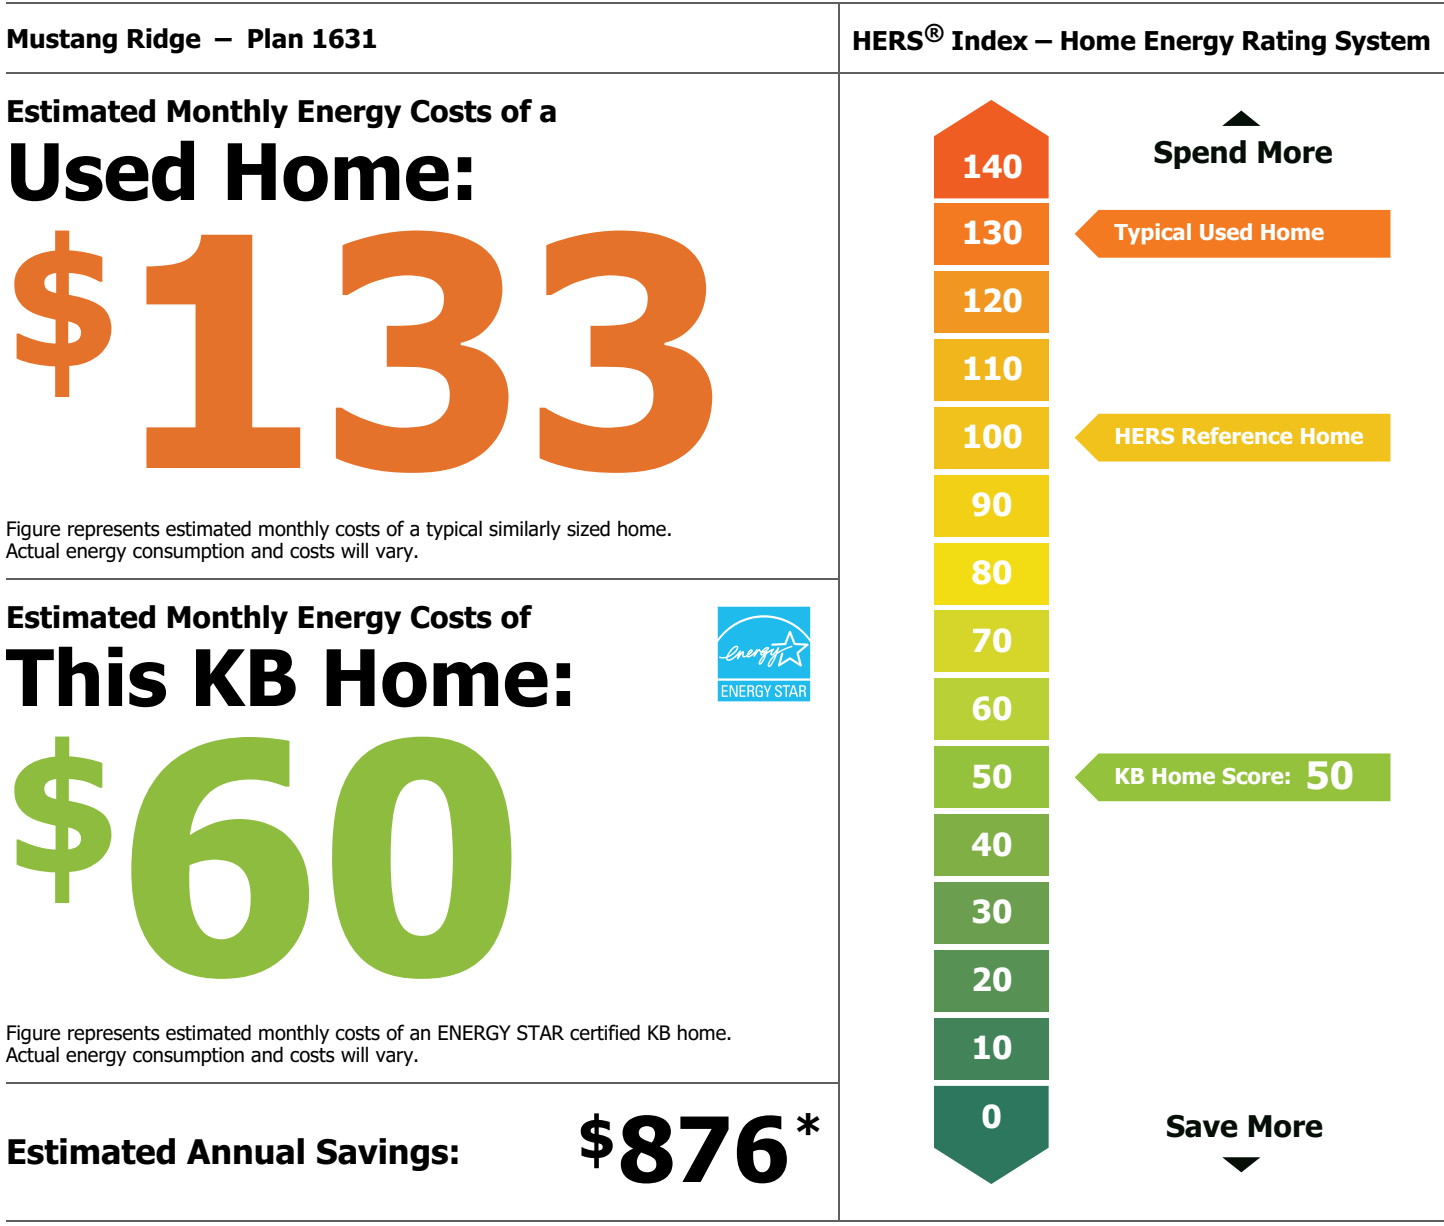 Mustang Ridge – Plan 1631
Estimated Monthly Energy Costs of a
Used Home:
$133
Figure represents estimated monthly costs of a typical similarly sized home.
Actual energy consumption and costs will vary.
Estimated Monthly Energy Costs of
This KB Home:
energy
ENERGY STAR
$60
Figure represents estimated monthly costs of an ENERGY STAR certified KB home.
Actual energy consumption and costs will vary.
Estimated Annual Savings:
$876*
HERS® Index – Home Energy Rating System
Spend More
140
130
Typical Used Home
120
110
100
HERS Reference Home
90
80
70
60
50
KB Home Score: 50
40
30
20
10
0
Save More